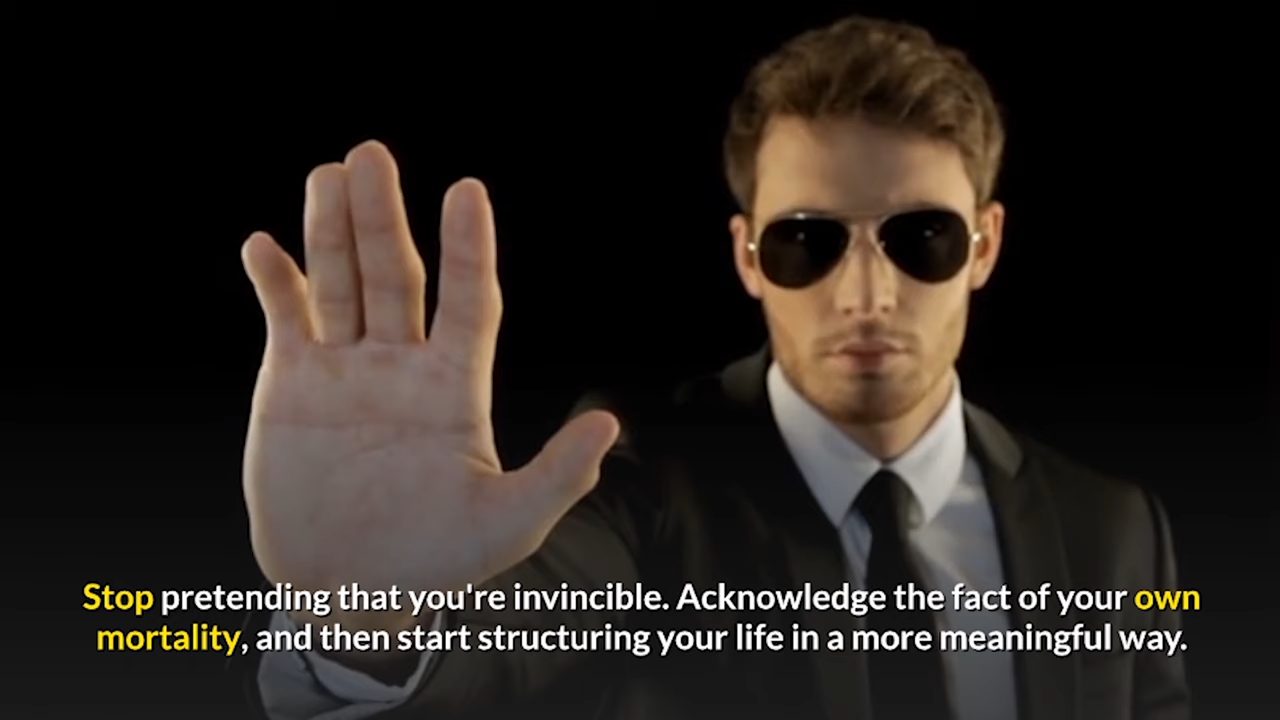 Stop pretending that you're invincible. Acknowledge the fact of your own
mortality, and then start structuring your life in a more meaningful way.